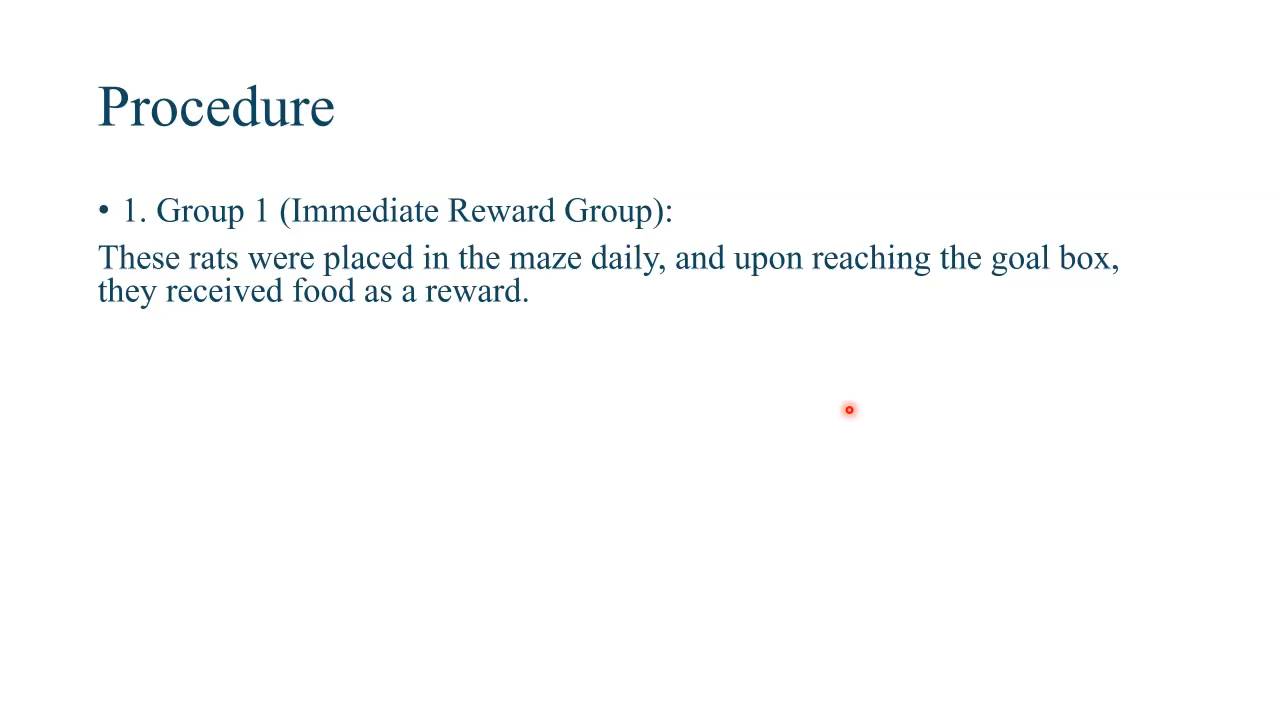 Procedure
• 1. Group 1 (Immediate Reward Group):
These rats were placed in the maze daily, and upon reaching the goal box,
they received food as a reward.